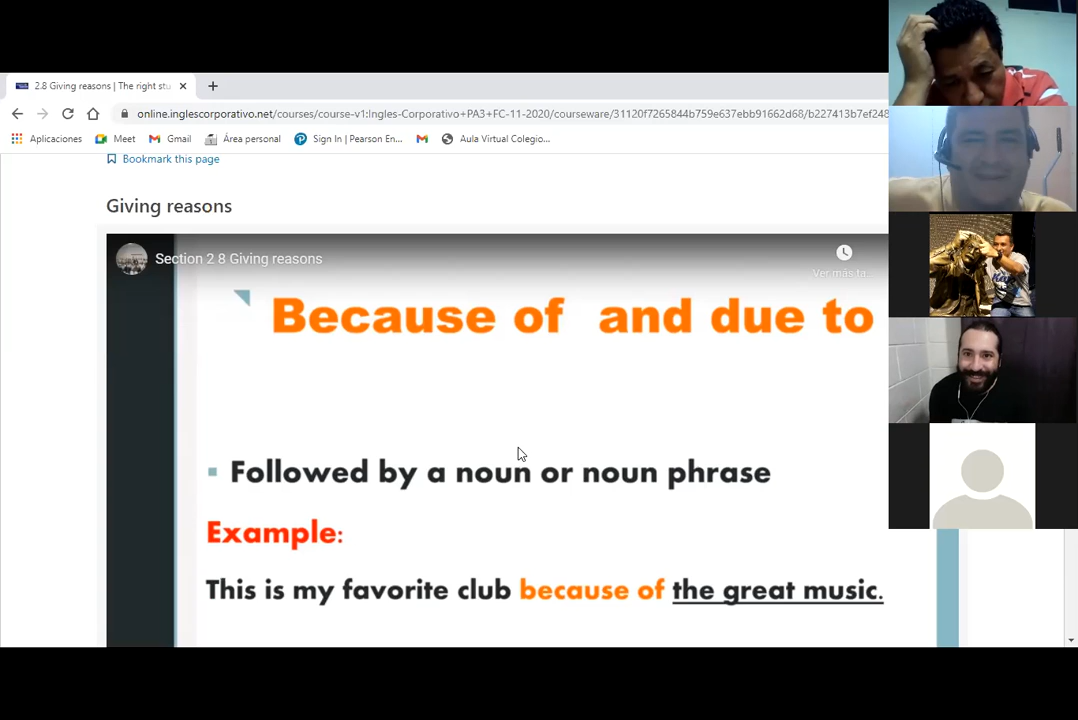 2.8 Giving reasons | The right stu
online.inglescorporativo.net/courses/course-v1:Ingles-Corporativo+PA3+FC-11-2020/courseware/31120f7265844b759e637ebb91662d68/b227413b7ef248
Aplicaciones Meet Gmail Área personal Sign In | Pearson En... Aula Virtual Colegio...
Bookmark this page
Giving reasons
Section 2 8 Giving reasons
Ver más ta...
Because of and due to
Followed by a noun or noun phrase
Example:
This is my favorite club because of the great music.